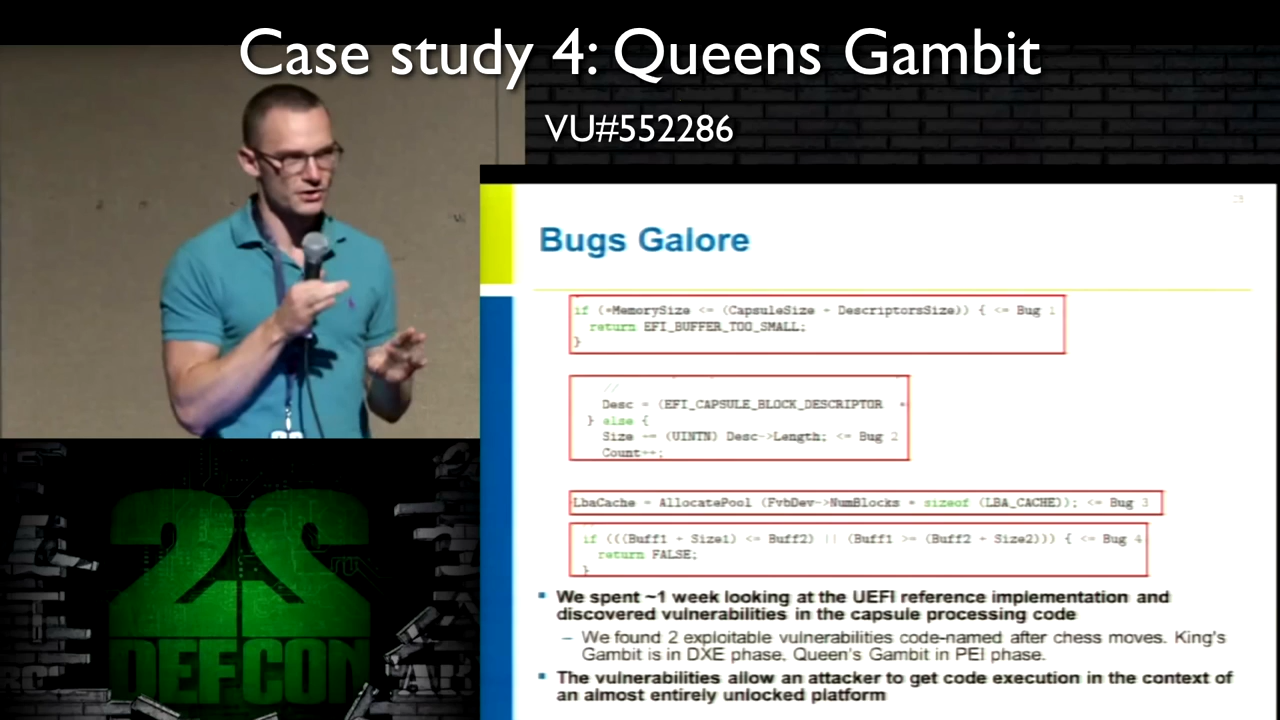 Case study 4: Queens Gambit
VU#552286
28
Bugs Galore
if (*MemorySize <= (CapsuleSize + DescriptorsSize)) { <= Bug 1
return EFI_BUFFER_TOO_SMALL;
}
//
Desc = (EFI_CAPSULE_BLOCK_DESCRIPTOR *
} else {
Size += (UINTN) Desc->Length; <= Bug 2
Count++;
LbaCache = AllocatePool (FvbDev->NumBlocks * sizeof (LBA_CACHE)); <= Bug 3
if (((Buff1 + Size1) <= Buff2) || (Buff1 >= (Buff2 + Size2))) { <= Bug 4
return FALSE;
}
We spent ~1 week looking at the UEFI reference implementation and
discovered vulnerabilities in the capsule processing code
– We found 2 exploitable vulnerabilities code-named after chess moves. King's
Gambit is in DXE phase, Queen's Gambit in PEI phase.
The vulnerabilities allow an attacker to get code execution in the context of
an almost entirely unlocked platform
22
DEFCON